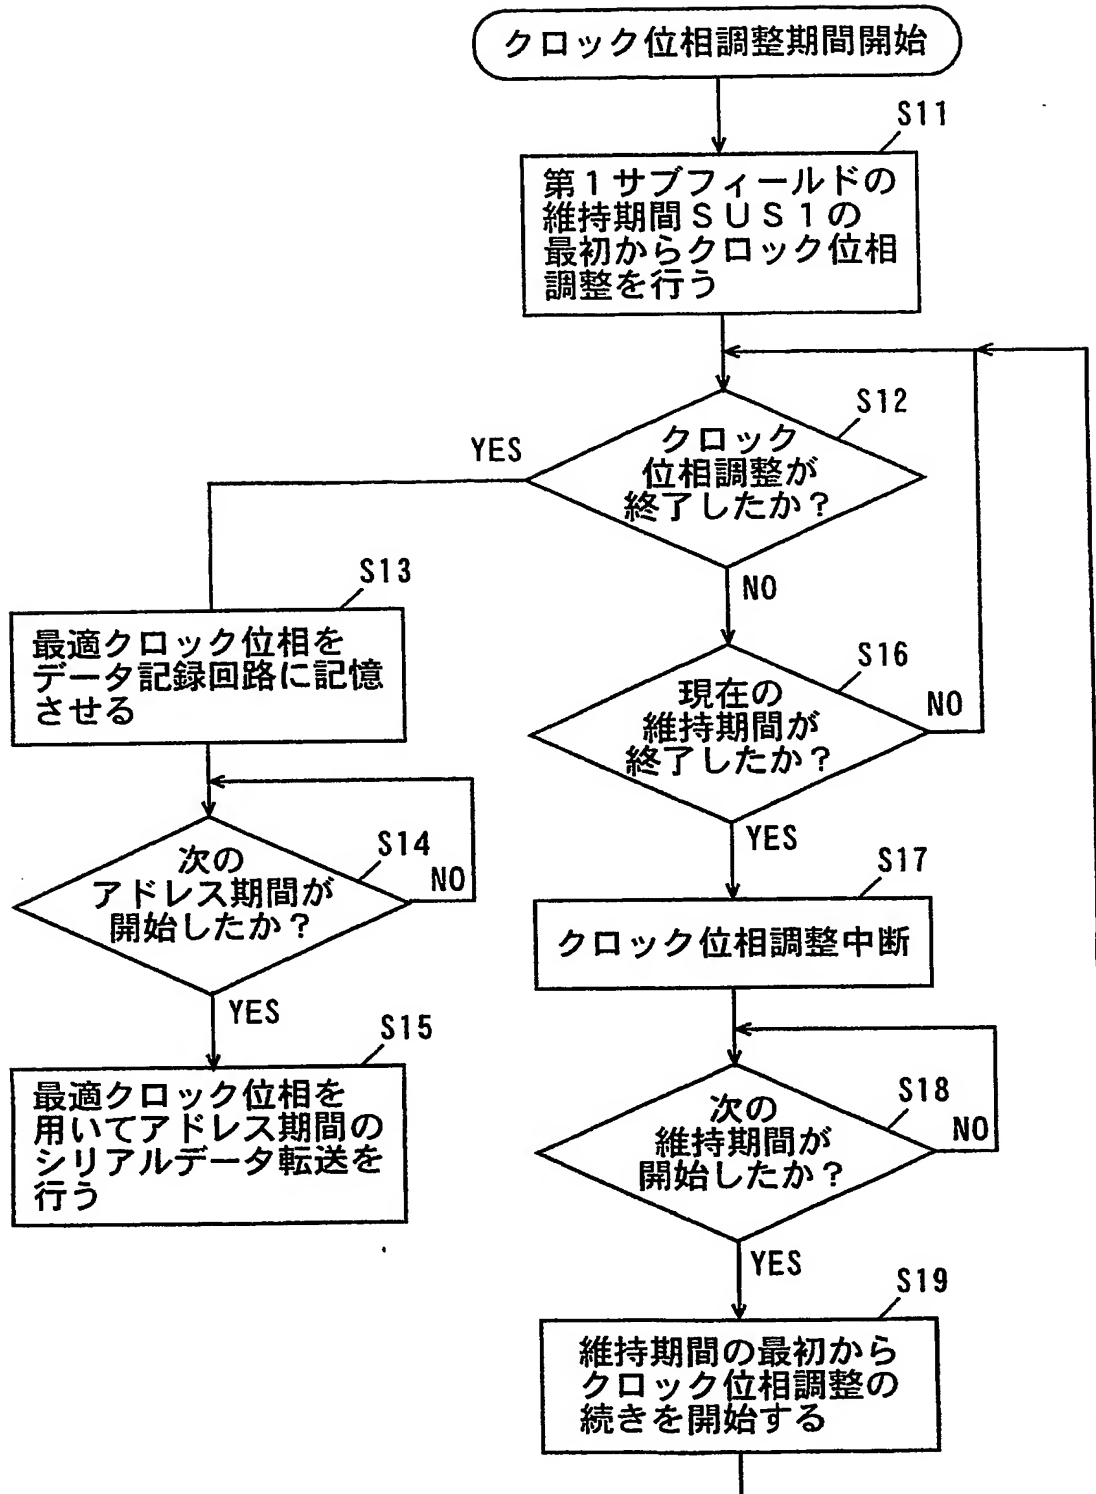 クロック位相調整期間開始
S11
第1サブフィールドの
維持期間SUS1の
最初からクロック位相
調整を行う
S12
クロック
位相調整が
終了したか?
YES
NO
S13
最適クロック位相を
データ記録回路に記憶
させる
S16
現在の
維持期間が
終了したか?
NO
YES
S14
次の
アドレス期間が
開始したか?
NO
YES
S17
クロック位相調整中断
S15
最適クロック位相を
用いてアドレス期間の
シリアルデータ転送を
行う
S18
次の
維持期間が
開始したか?
NO
YES
S19
維持期間の最初から
クロック位相調整の
続きを開始する